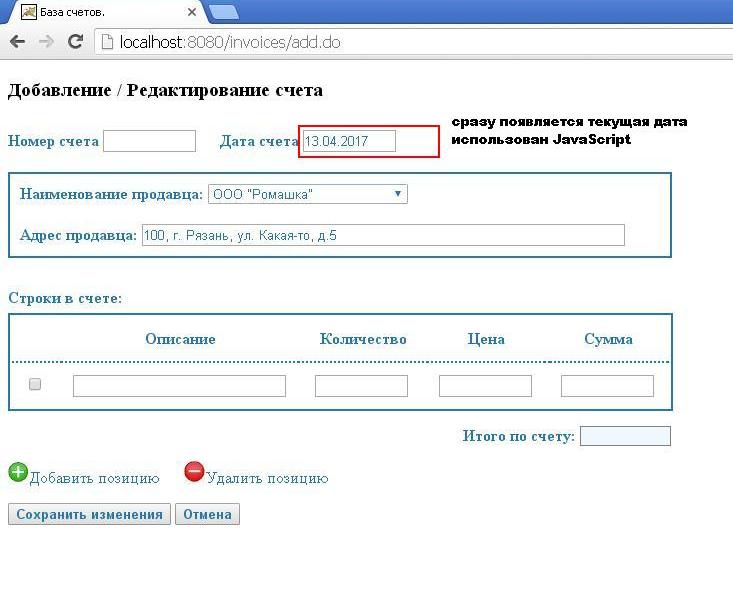 База счетов.
localhost:8080/invoices/add.do
Добавление / Редактирование счета
сразу появляется текущая дата
использован JavaScript
Номер счета Дата счета 13.04.2017
Наименование продавца: ООО "Ромашка"
Адрес продавца: 100, г. Рязань, ул. Какая-то, д.5
Строки в счете:
Описание Количество Цена Сумма
Итого по счету:
Добавить позицию Удалить позицию
Сохранить изменения Отмена